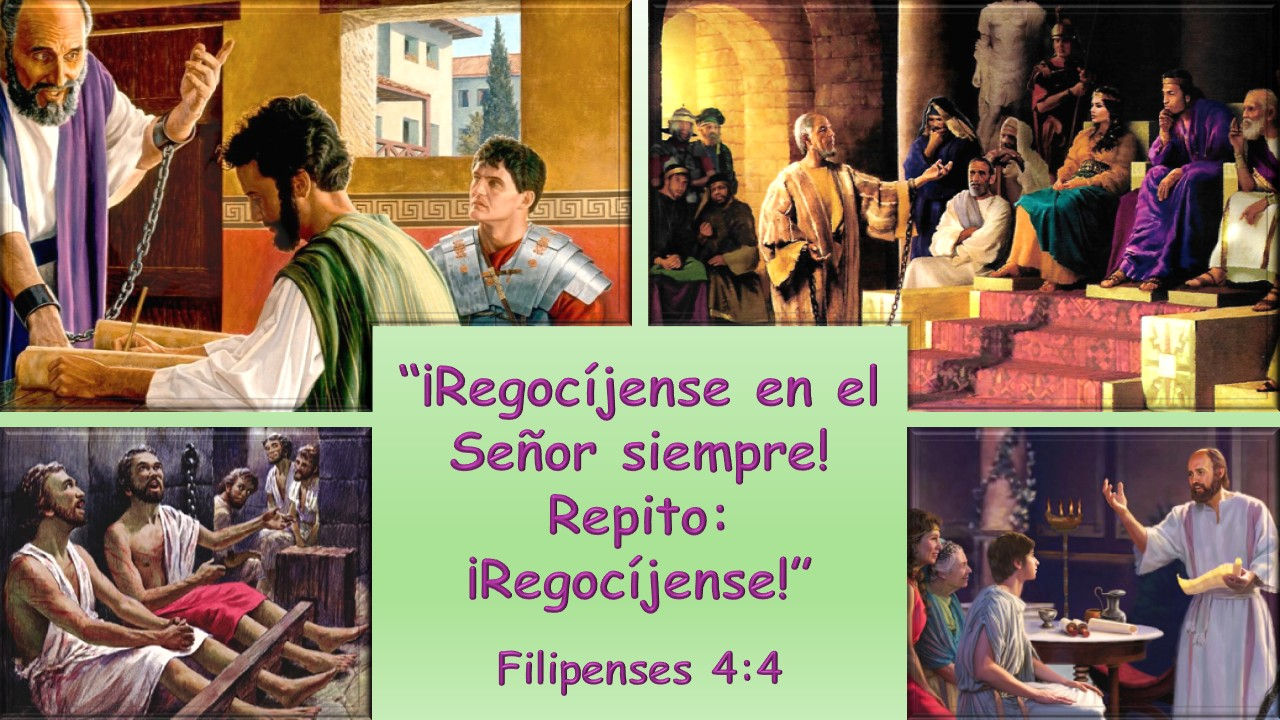 “¡Regocíjense en el
Señor siempre!
Repito:
¡Regocíjense!”
Filipenses 4:4